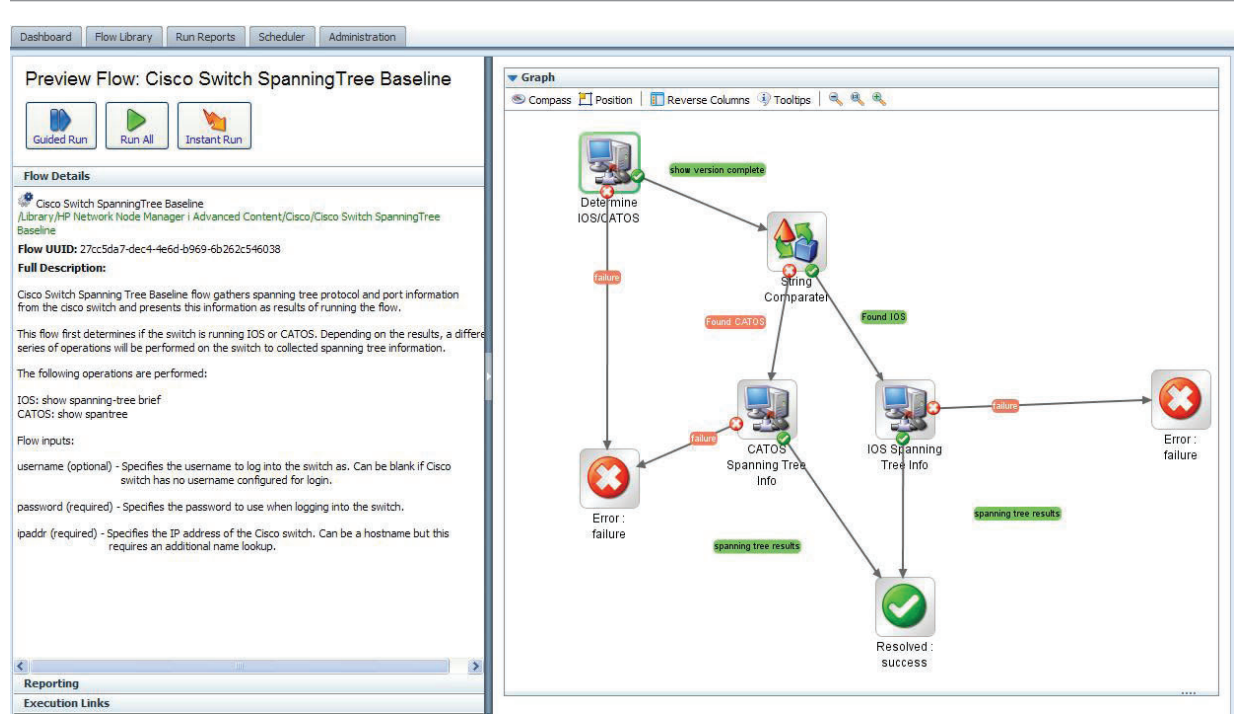 Dashboard
Flow Library
Run Reports
Scheduler
Administration
Preview Flow: Cisco Switch SpanningTree Baseline
Guided Run
Run All
Instant Run
Flow Details
Cisco Switch SpanningTree Baseline
/Library/HP Network Node Manager i Advanced Content/Cisco/Cisco Switch SpanningTree
Baseline
Flow UUID: 27cc5da7-dec4-4e6d-b969-6b262c546038
Full Description:
Cisco Switch Spanning Tree Baseline flow gathers spanning tree protocol and port information
from the cisco switch and presents this information as results of running the flow.
This flow first determines if the switch is running IOS or CATOS. Depending on the results, a differe
series of operations will be performed on the switch to collected spanning tree information.
The following operations are performed:
IOS: show spanning-tree brief
CATOS: show spantree
Flow inputs:
username (optional) - Specifies the username to log into the switch as. Can be blank if Cisco
switch has no username configured for login.
password (required) - Specifies the password to use when logging into the switch.
ipaddr (required) - Specifies the IP address of the Cisco switch. Can be a hostname but this
requires an additional name lookup.
Reporting
Execution Links
Graph
Compass
Position
Reverse Columns
Tooltips
show version complete
Determine
IOS/CATOS
failure
String
Comparater
Found CATOS
Found IOS
failure
CATOS
Spanning Tree
Info
failure
IOS Spanning
Tree Info
Error :
failure
Error :
failure
spanning tree results
spanning tree results
Resolved :
success